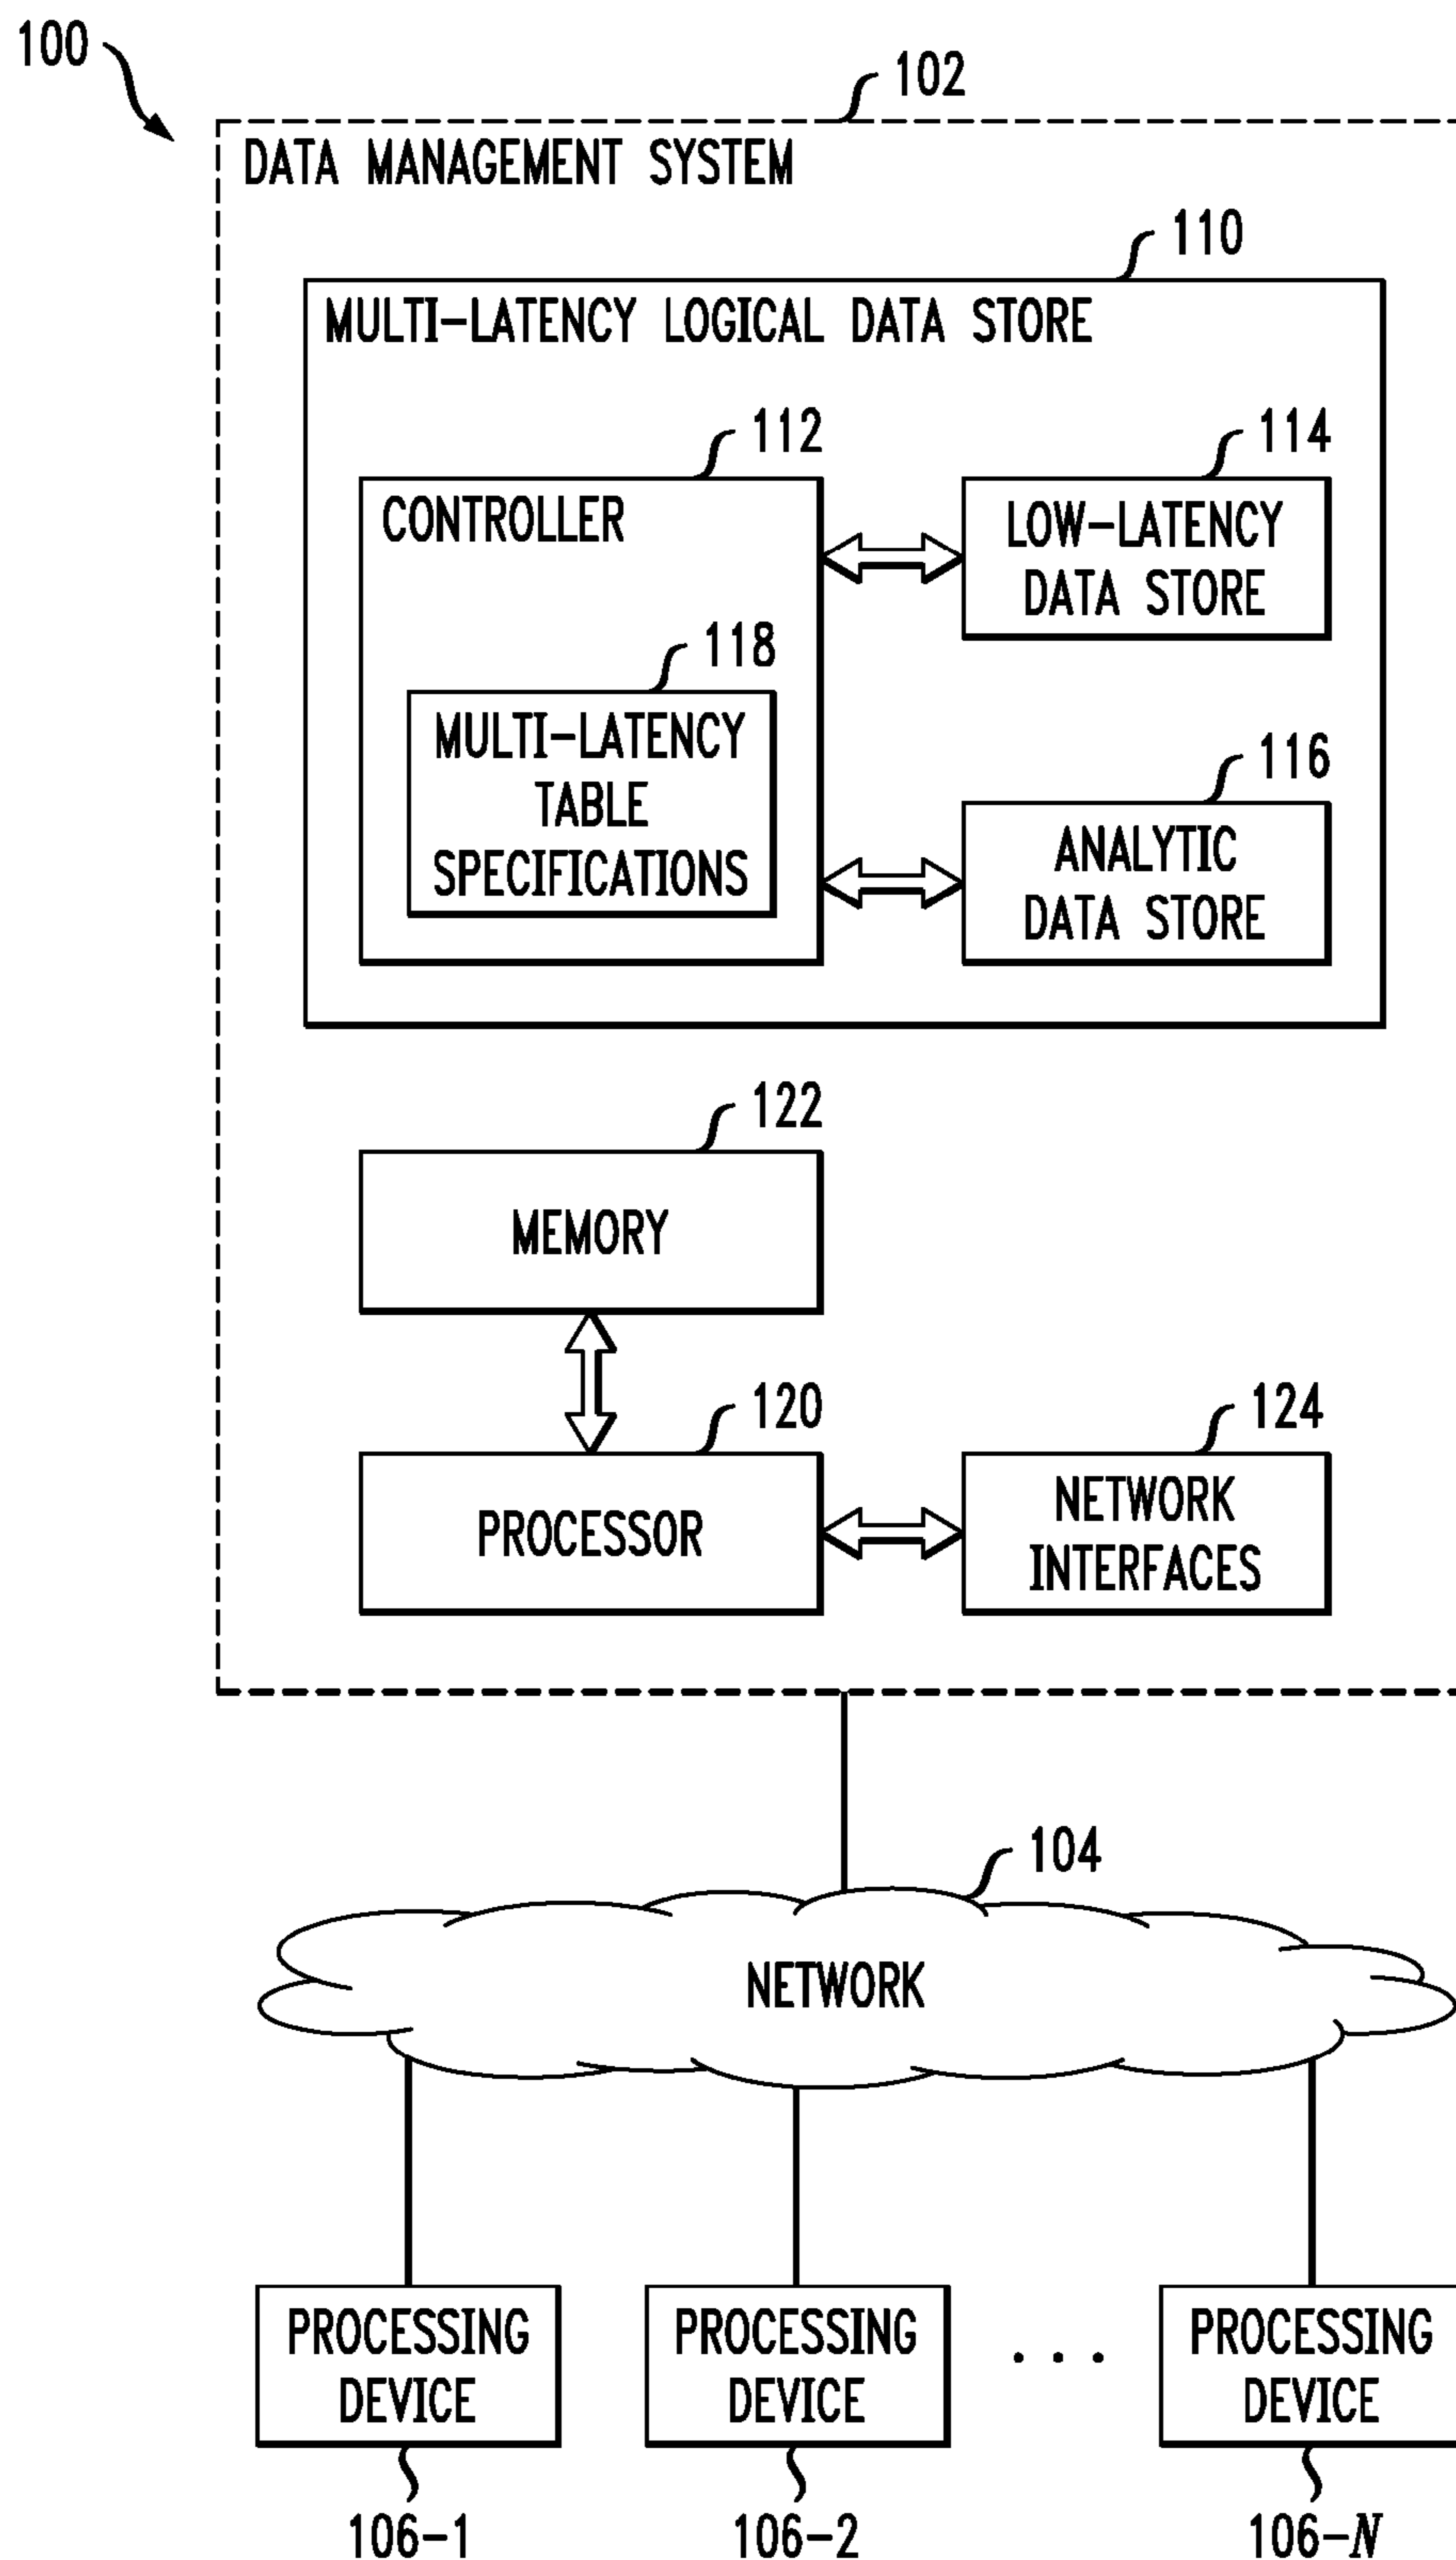 100
102
DATA MANAGEMENT SYSTEM
110
MULTI-LATENCY LOGICAL DATA STORE
112
CONTROLLER
118
MULTI-LATENCY
TABLE
SPECIFICATIONS
114
LOW-LATENCY
DATA STORE
116
ANALYTIC
DATA STORE
122
MEMORY
120
PROCESSOR
124
NETWORK
INTERFACES
104
NETWORK
PROCESSING
DEVICE
106-1
PROCESSING
DEVICE
106-2
. . .
PROCESSING
DEVICE
106-N